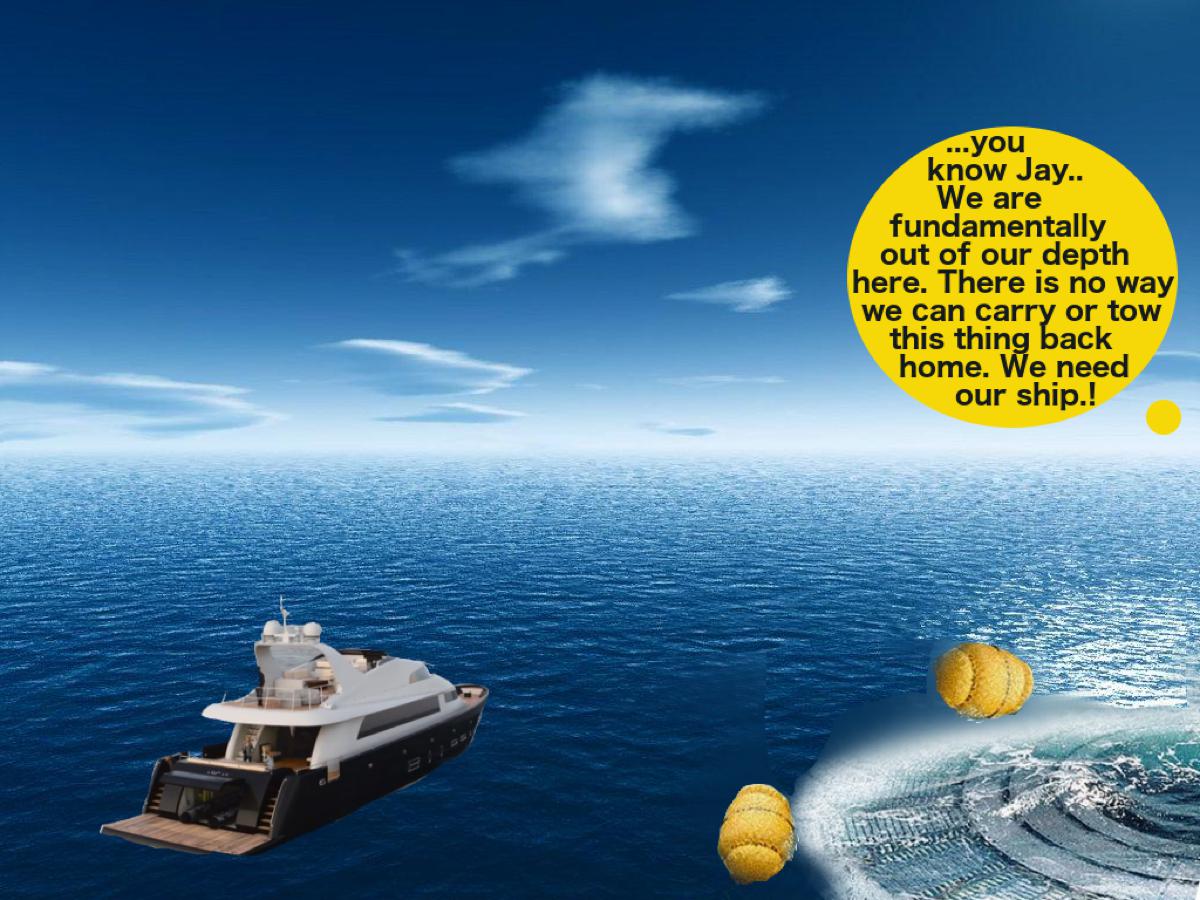 ...you
know Jay..
We are
fundamentally
out of our depth
here. There is no way
we can carry or tow
this thing back
home. We need
our ship.!